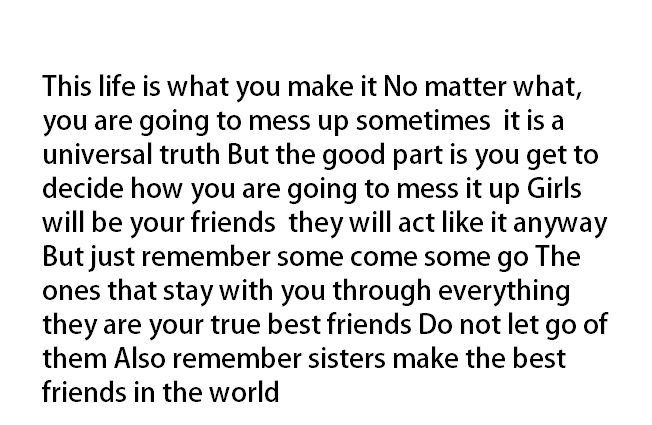 This life is what you make it No matter what,
you are going to mess up sometimes  it is a
universal truth But the good part is you get to
decide how you are going to mess it up Girls
will be your friends  they will act like it anyway
But just remember some come some go The
ones that stay with you through everything
they are your true best friends Do not let go of
them Also remember sisters make the best
friends in the world